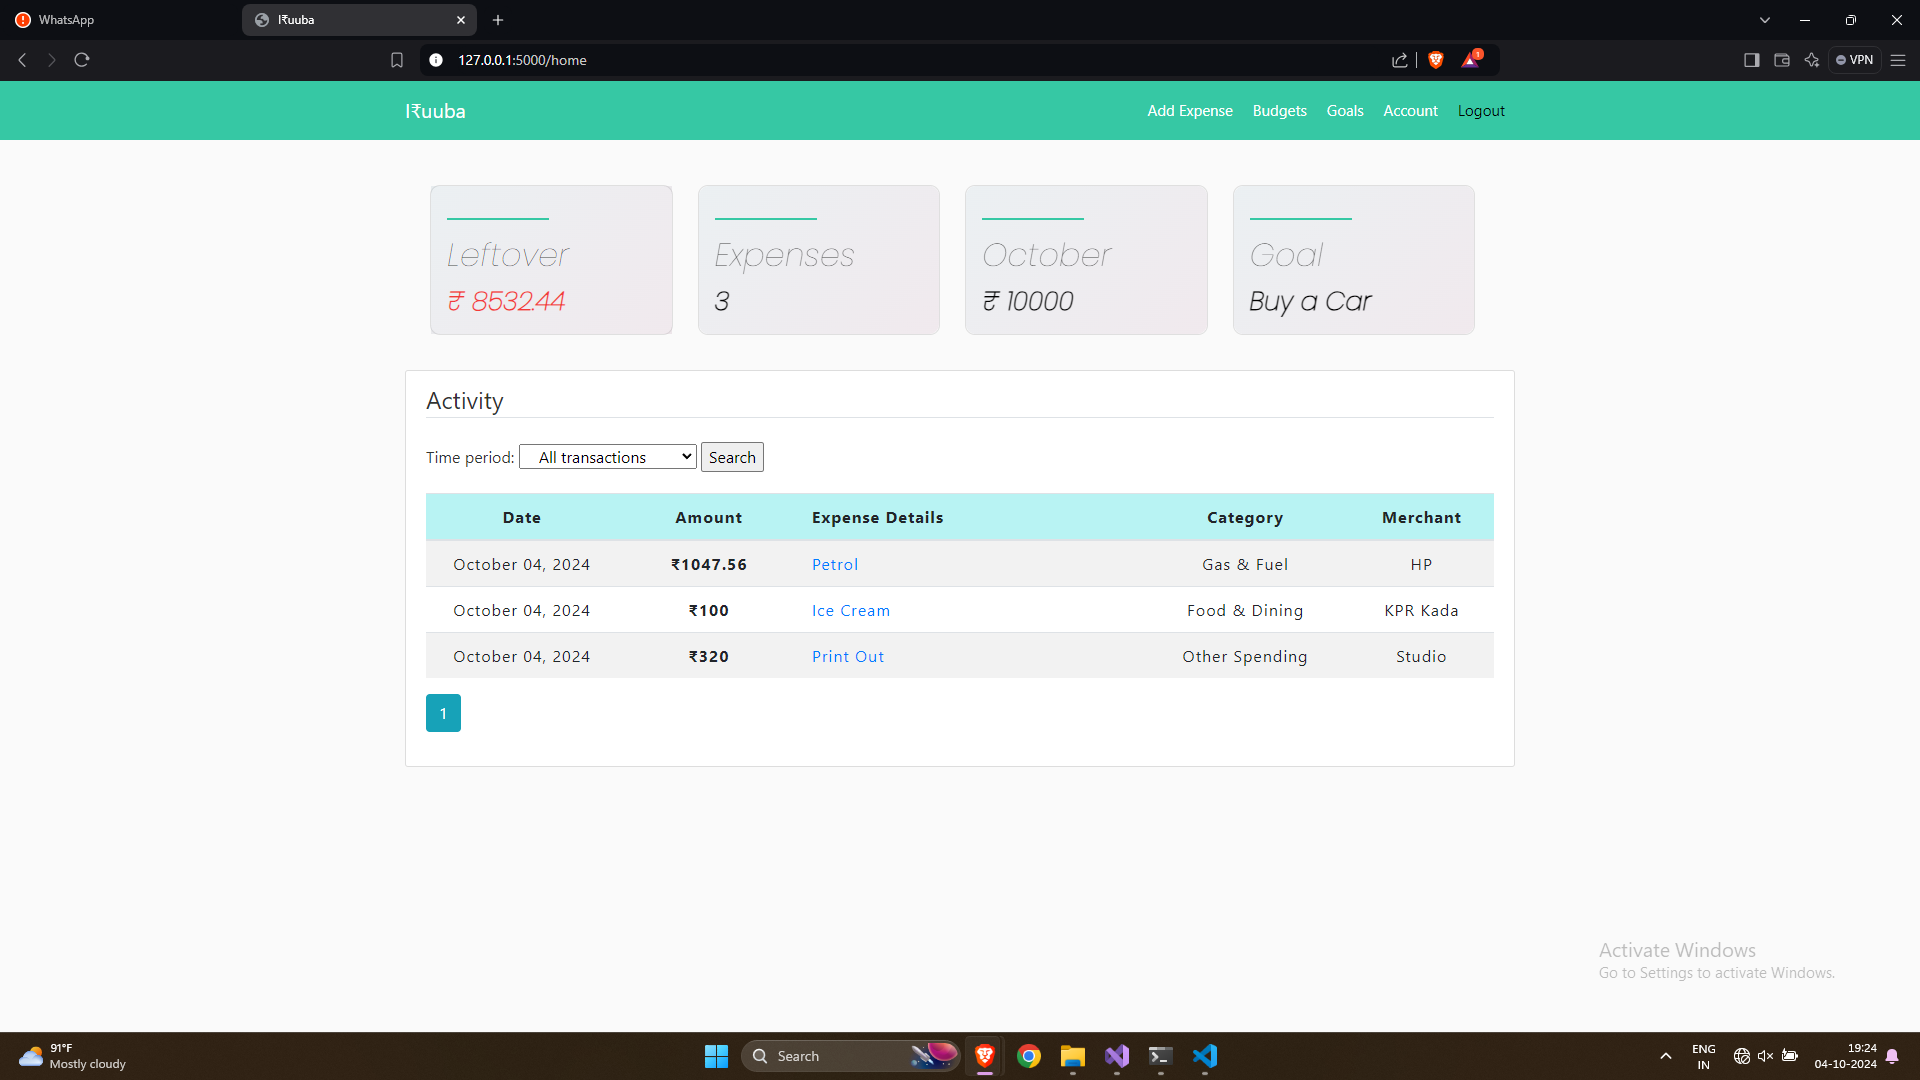 WhatsApp
I₹uuba
127.0.0.1:5000/home
1
VPN
I₹uuba
Add Expense Budgets Goals Account Logout
Leftover
₹ 8532.44
Expenses
3
October
₹ 10000
Goal
Buy a Car
Activity
Time period: All transactions Search
Date Amount Expense Details Category Merchant
October 04, 2024 ₹1047.56 Petrol Gas & Fuel HP
October 04, 2024 ₹100 Ice Cream Food & Dining KPR Kada
October 04, 2024 ₹320 Print Out Other Spending Studio
1
Activate Windows
Go to Settings to activate Windows.
91°F
Mostly cloudy
Search
ENG
IN
19:24
04-10-2024